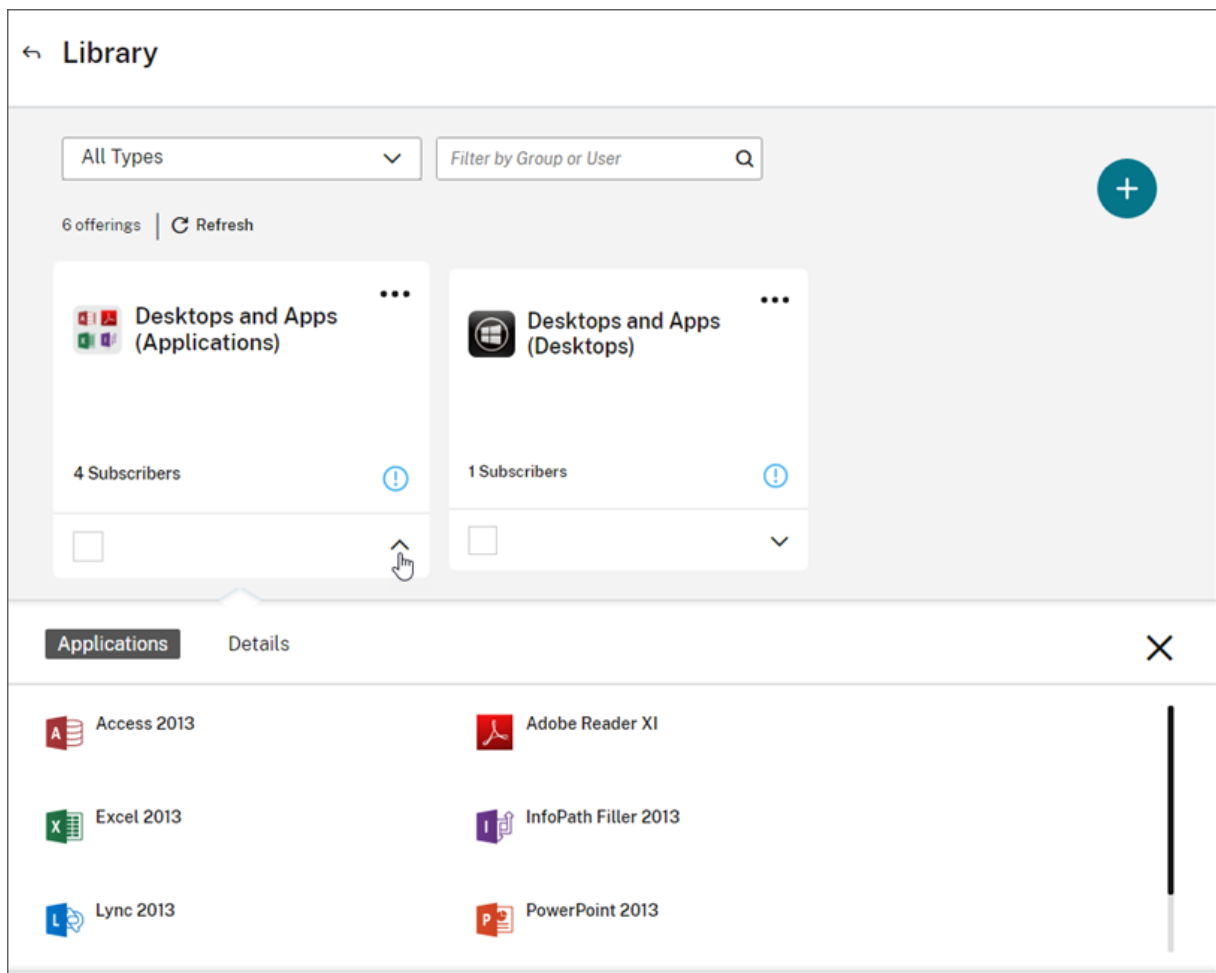 Library
All Types
Filter by Group or User
6 offerings
Refresh
Desktops and Apps
(Applications)
4 Subscribers
Desktops and Apps
(Desktops)
1 Subscribers
Applications
Details
Access 2013
Adobe Reader XI
Excel 2013
InfoPath Filler 2013
Lync 2013
PowerPoint 2013